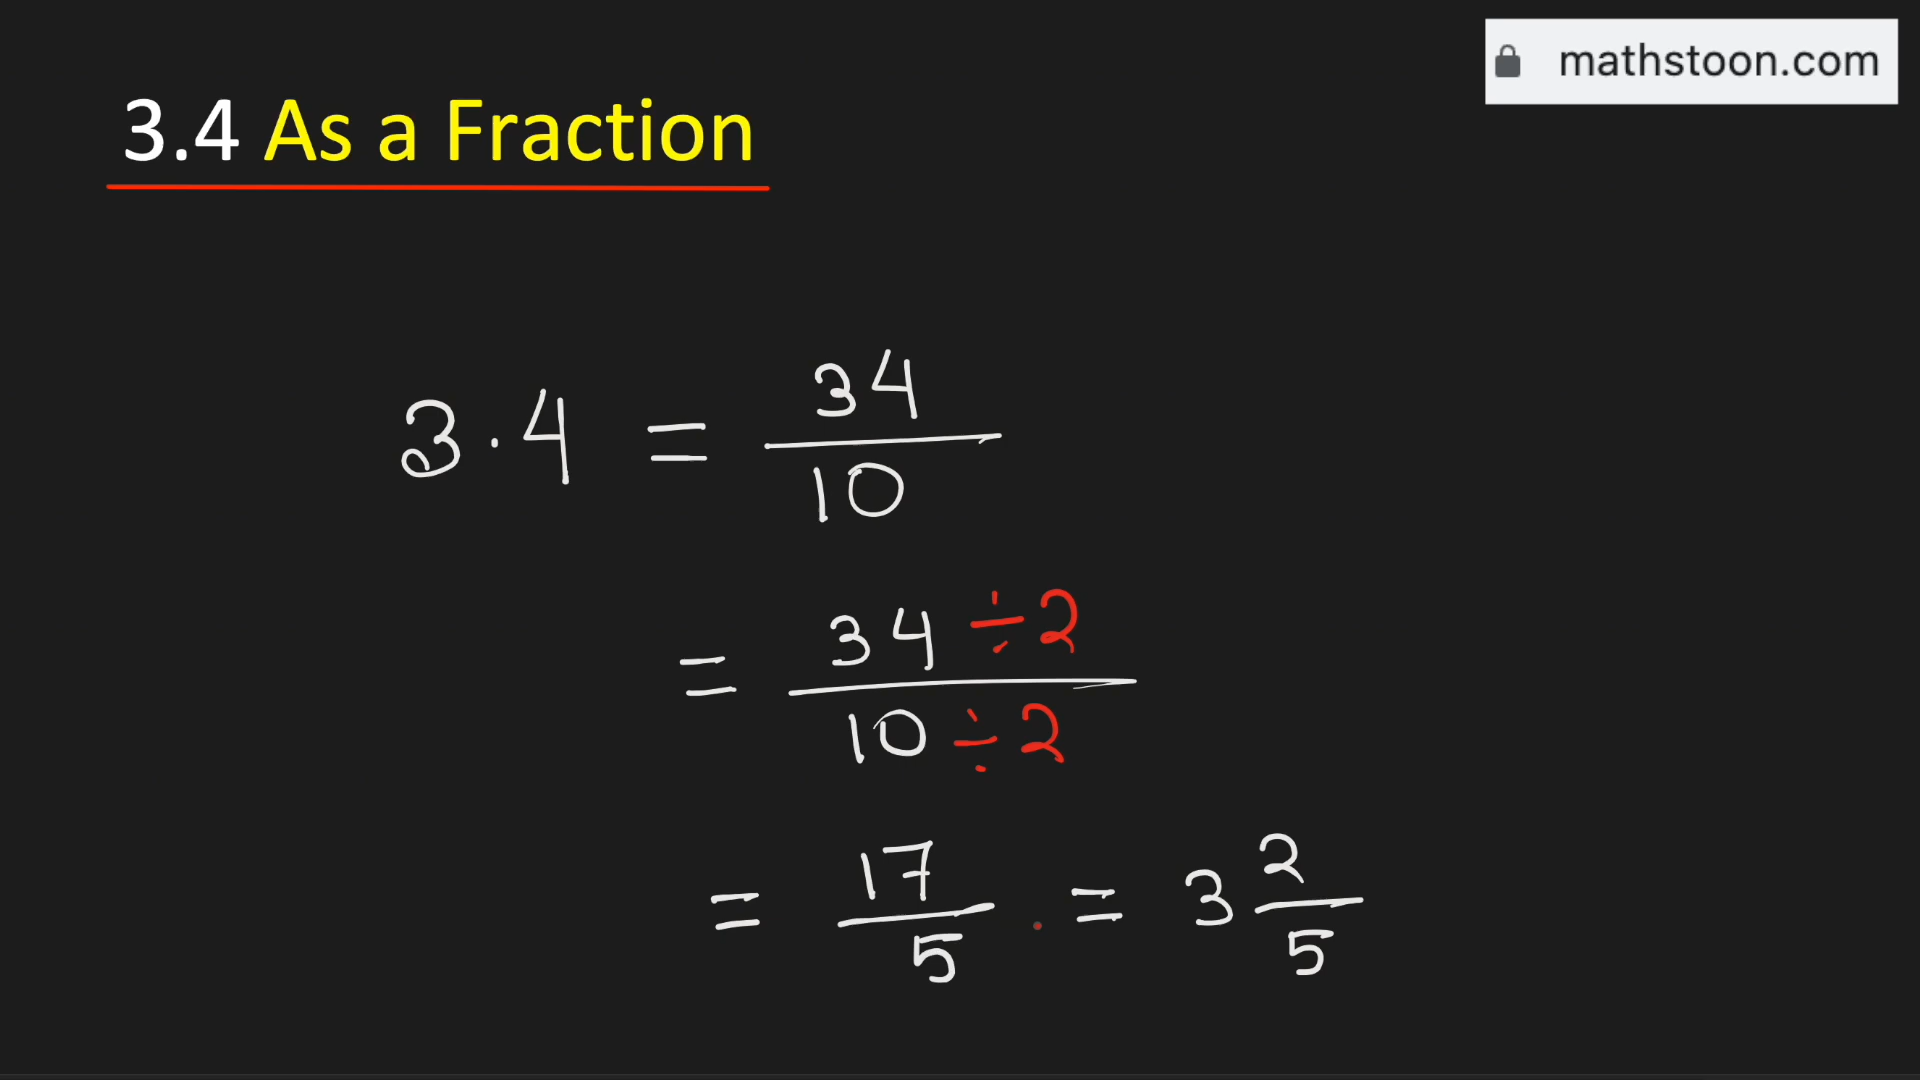 mathstoon.com
3.4 As a Fraction
3.4 = 34/10
= 34 ÷2/10 ÷2
= 17/5 . = 3 2/5